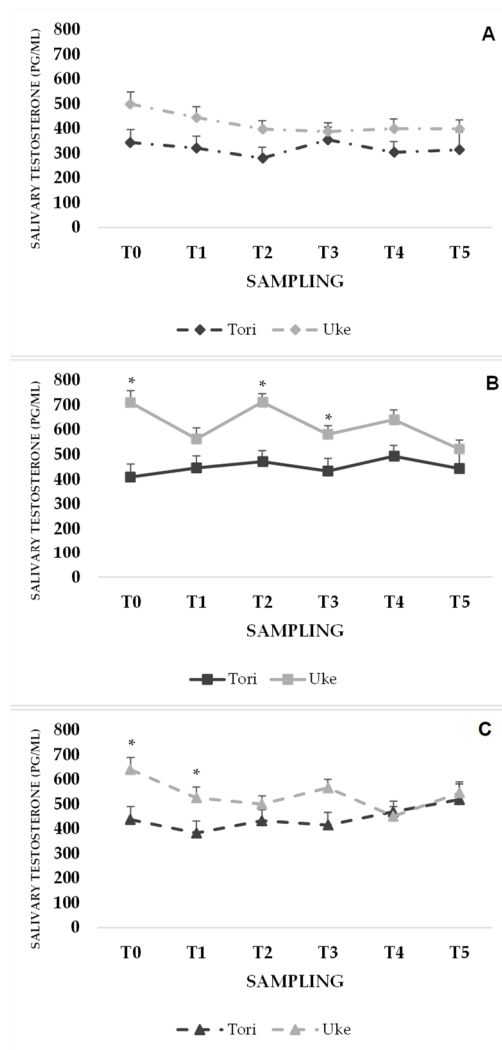 A
SALIVARY TESTOSTERONE (PG/ML)
800
700
600
500
400
300
200
100
0
T0 T1 T2 T3 T4 T5
SAMPLING
Tori Uke
B
SALIVARY TESTOSTERONE (PG/ML)
800
700
600
500
400
300
200
100
0
* * *
T0 T1 T2 T3 T4 T5
SAMPLING
Tori Uke
C
SALIVARY TESTOSTERONE (PG/ML)
800
700
600
500
400
300
200
100
0
* *
T0 T1 T2 T3 T4 T5
SAMPLING
Tori Uke